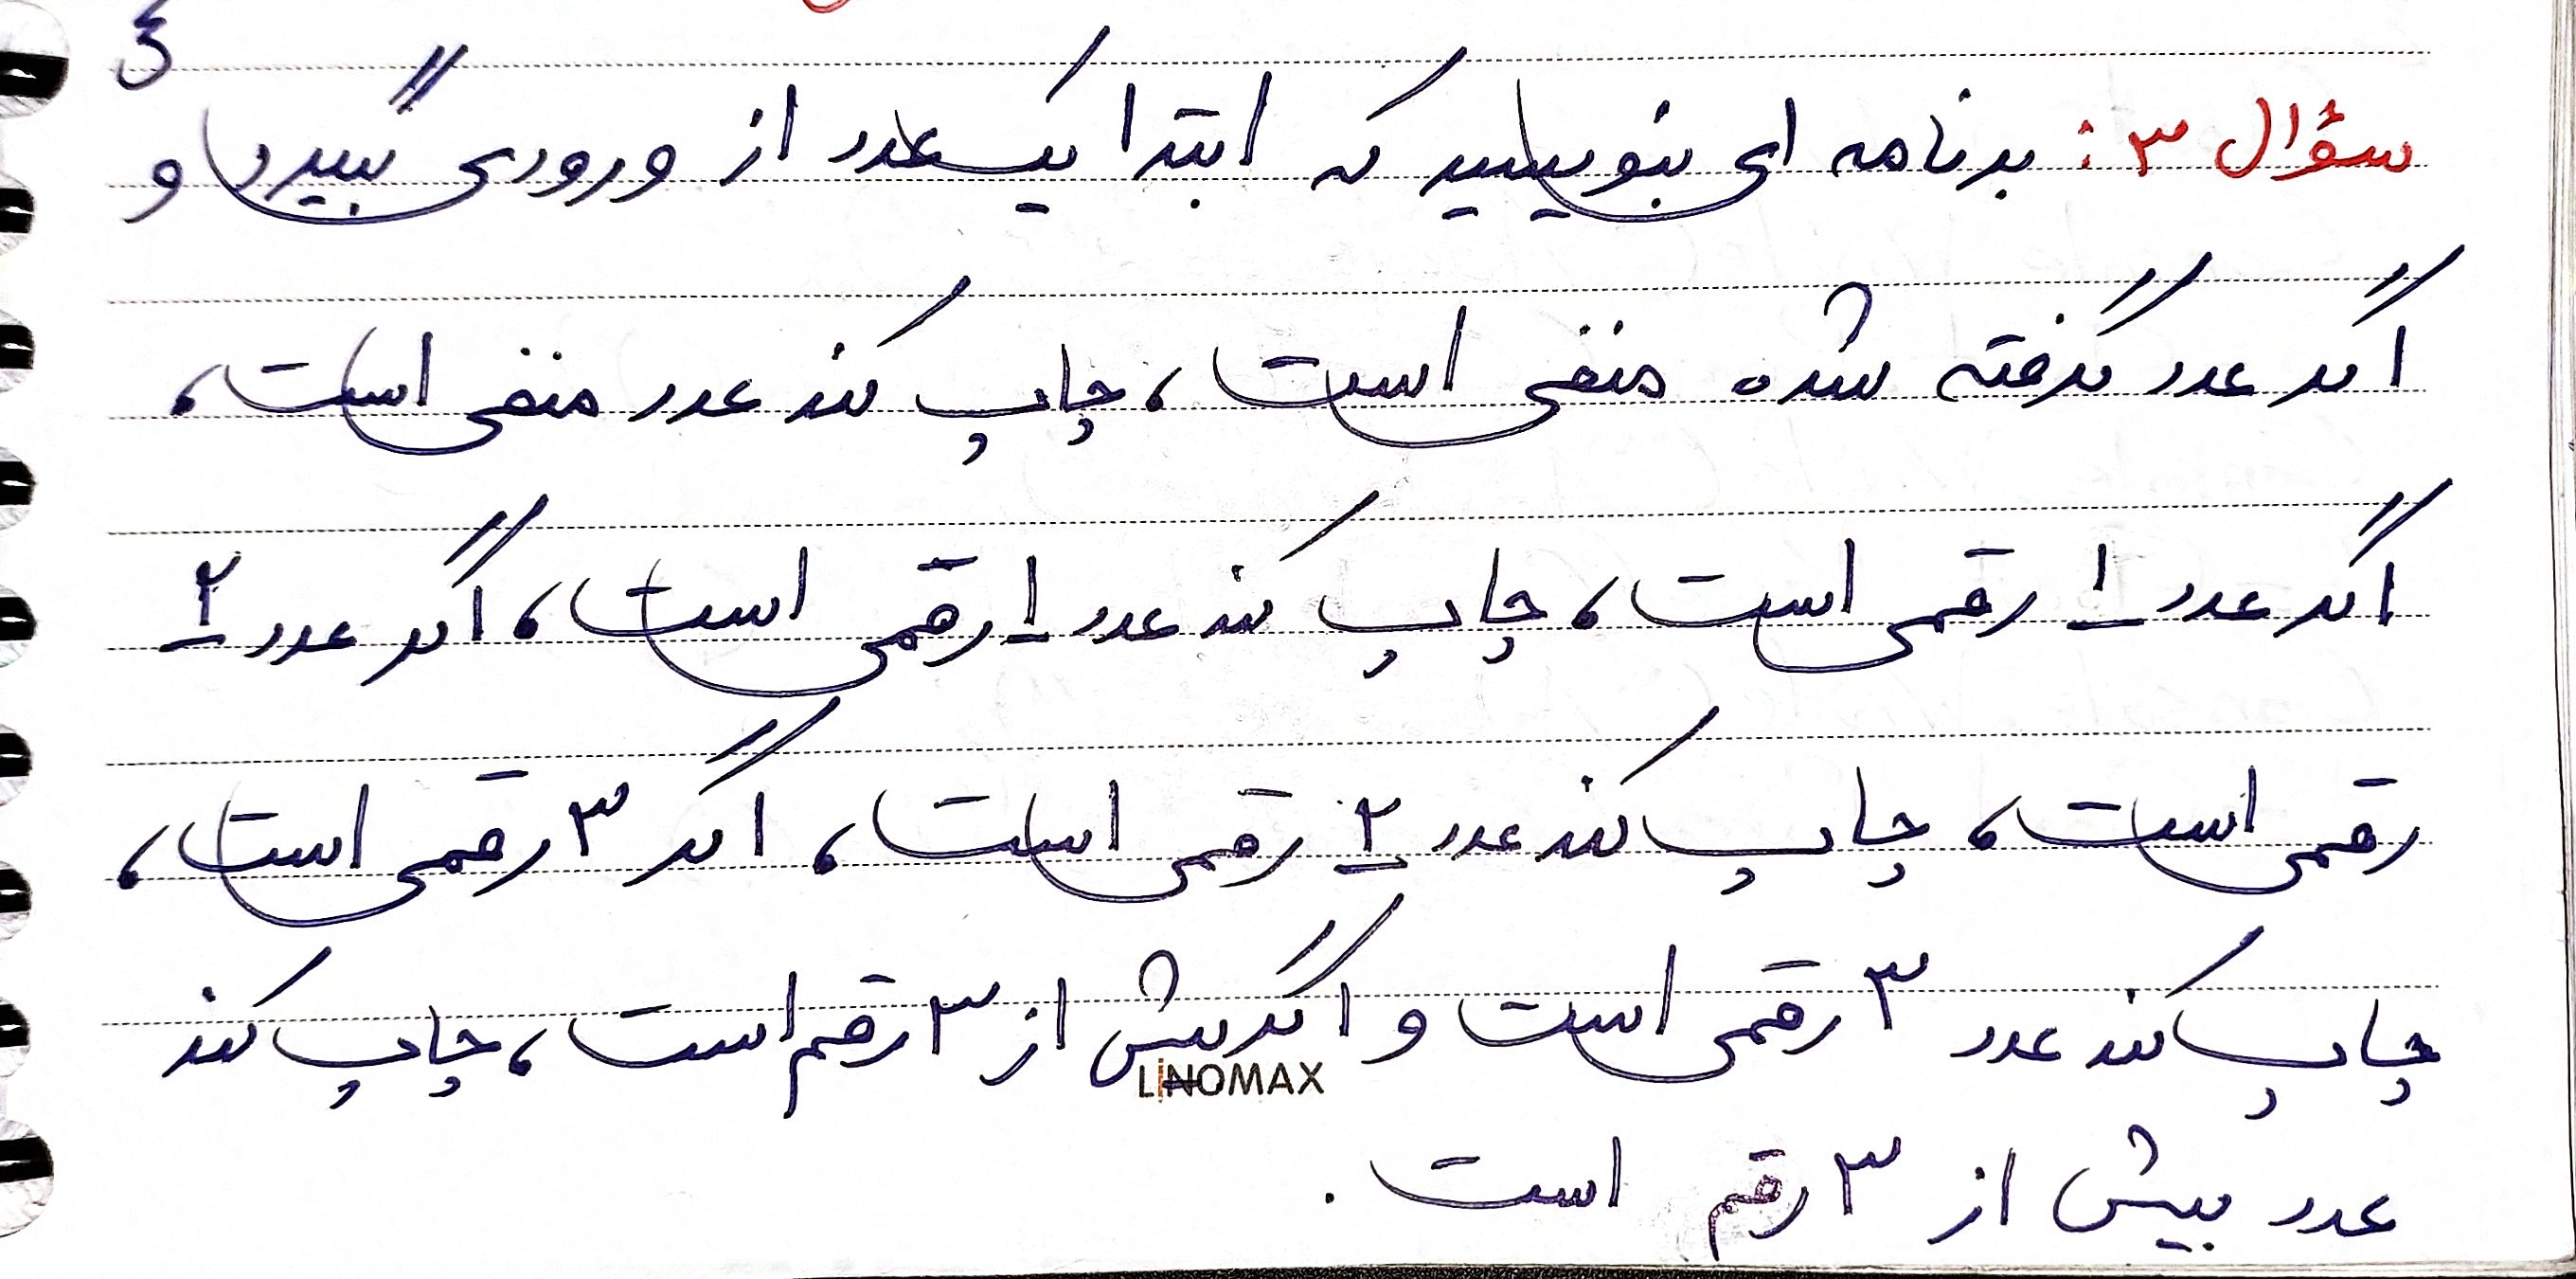 ٤
سؤال ۳ : برنامه ای بنویسید که ابتدا یک عدد از ورودی بگیرد و
اگر عدد گرفته شده منفی است، چاپ کند عدد منفی است،
اگر عدد ۱ رقمی است، چاپ کند عدد ۱ رقمی است، اگر عدد ۲
رقمی است، چاپ کند عدد ۲ رقمی است، اگر ۳ رقمی است،
چاپ کند عدد ۳ رقمی است و اگر بیش از ۳ رقم است، چاپ کند
LINOMAX
عدد بیش از ۳ رقم است .